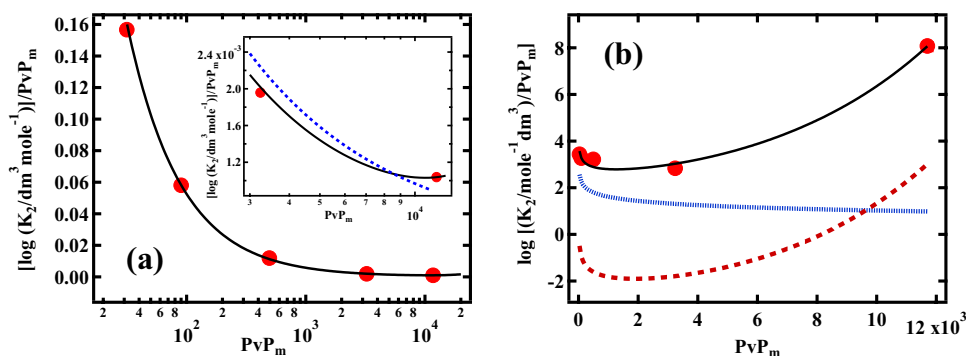 0.16
0.14
0.12
0.10
0.08
0.06
0.04
0.02
0.00
[log (K₂/dm³ mole⁻¹)]/PvPₘ
(a)
2 4 6 8 10² 2 4 6 8 10³ 2 4 6 8 10⁴ 2
PvPₘ
2.4 x10⁻³
2.0
1.6
1.2
[log (K₂/dm³ mole⁻¹)]/PvPₘ
3 4 5 6 7 8 9 10⁴
PvPₘ
(b)
8
6
4
2
0
-2
log [(K₂/mole⁻¹ dm³)/PvPₘ]
0 2 4 6 8 10 12 x10³
PvPₘ